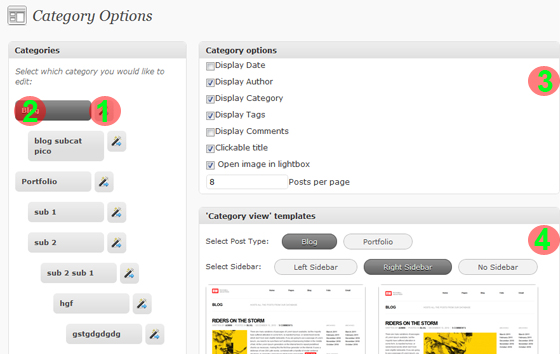 Category Options
Categories
Select which category you would like to edit:
Blog
2
1
blog subcat
pico
Portfolio
sub 1
sub 2
sub 2 sub 1
hgf
gstgdgdgdg
Category options
Display Date
Display Author
3
Display Category
Display Tags
Display Comments
Clickable title
Open image in lightbox
8 Posts per page
'Category view' templates
4
Select Post Type: Blog Portfolio
Select Sidebar: Left Sidebar Right Sidebar No Sidebar
BLOG
RIDERS ON THE STORM
BLOG
RIDERS ON THE STORM